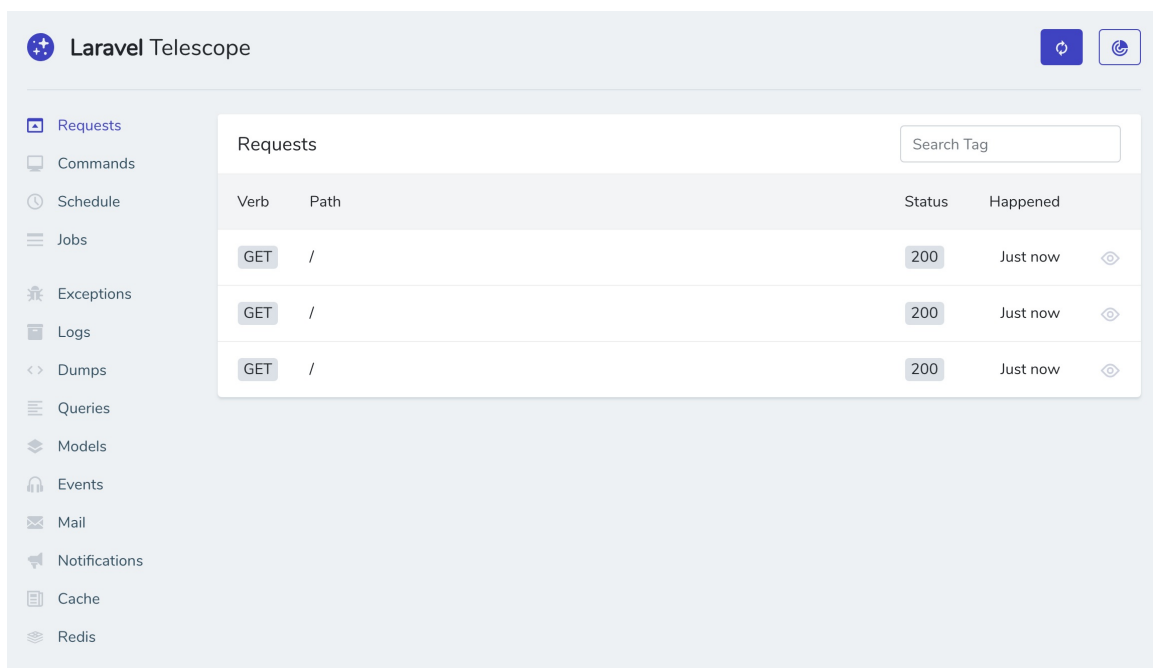 Laravel Telescope
Requests
Commands
Schedule
Jobs
Exceptions
Logs
Dumps
Queries
Models
Events
Mail
Notifications
Cache
Redis
Requests
Search Tag
Verb Path Status Happened
GET / 200 Just now
GET / 200 Just now
GET / 200 Just now